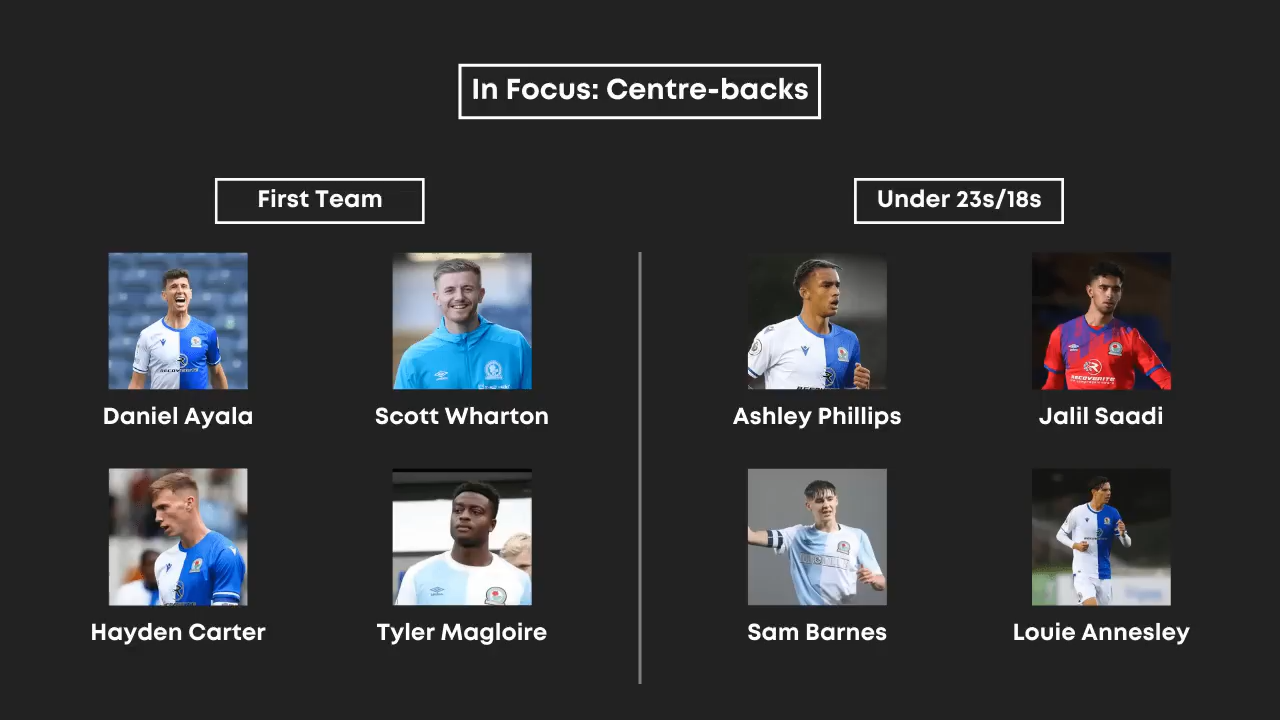 In Focus: Centre-backs
First Team
Under 23s/18s
Daniel Ayala
Scott Wharton
Ashley Phillips
Jalil Saadi
Hayden Carter
Tyler Magloire
Sam Barnes
Louie Annesley